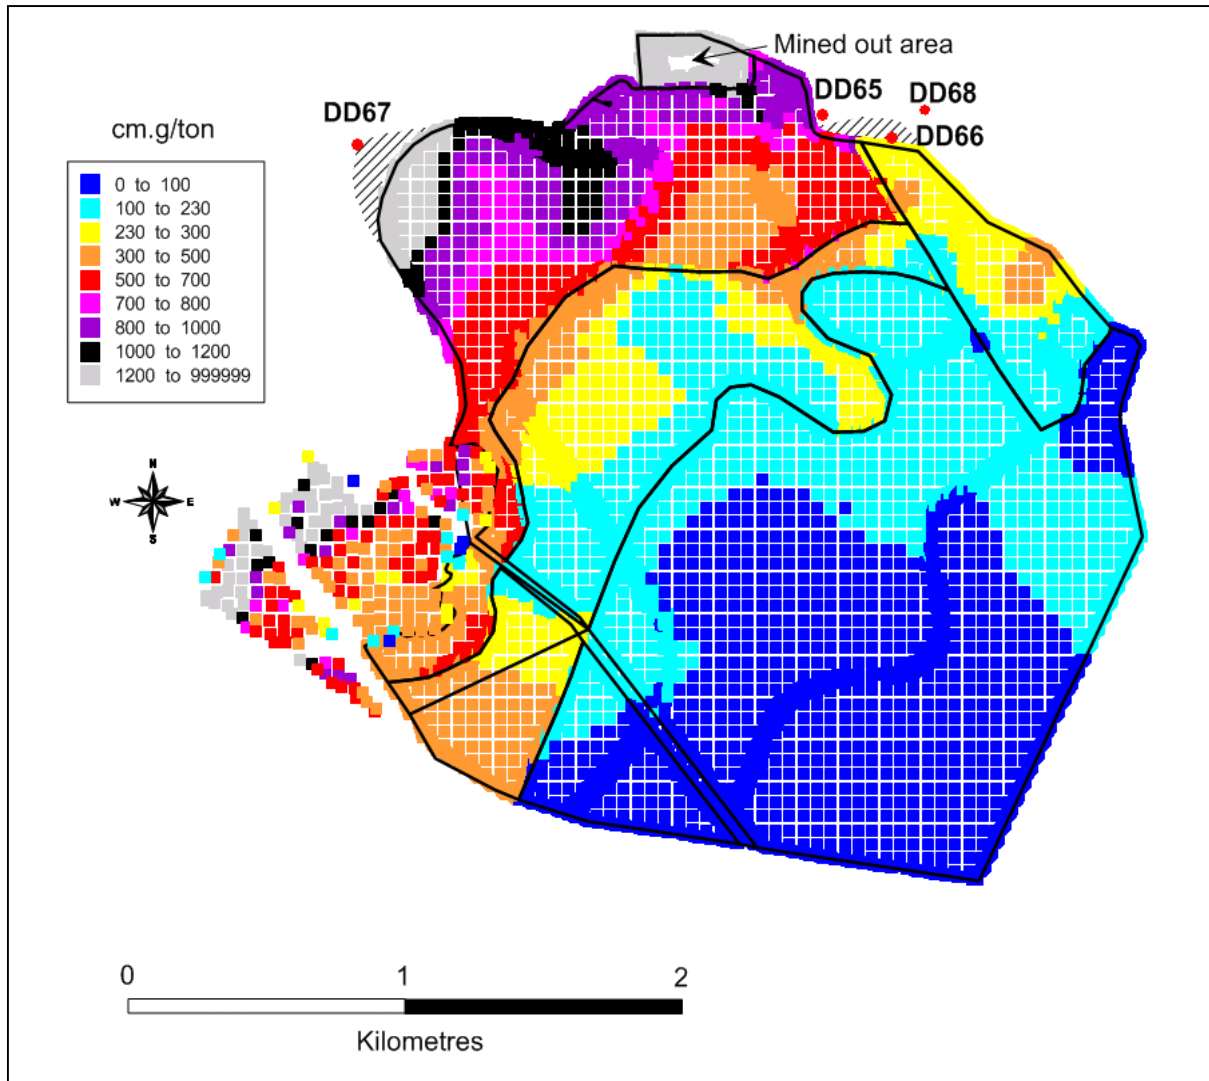 Mined out area
DD65
DD68
DD67
DD66
cm.g/ton
0 to 100
100 to 230
230 to 300
300 to 500
500 to 700
700 to 800
800 to 1000
1000 to 1200
1200 to 999999
N
W
E
S
0
1
2
Kilometres